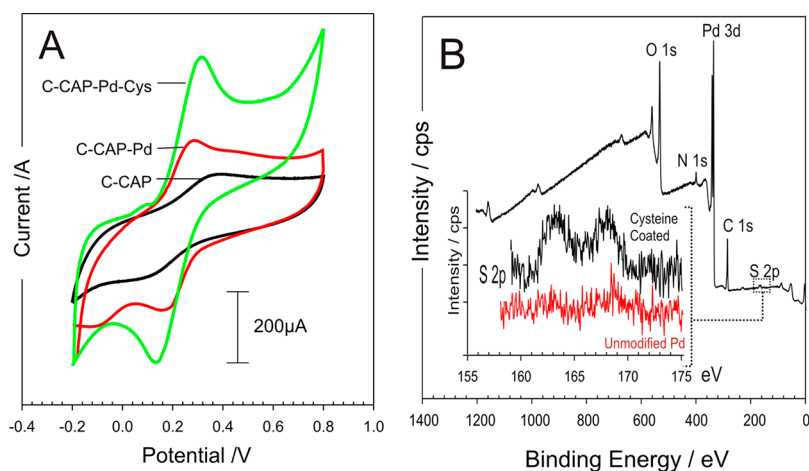 A
C-CAP-Pd-Cys
C-CAP-Pd
C-CAP
200µA
Current /A
-0.4 -0.2 0.0 0.2 0.4 0.6 0.8 1.0
Potential /V
B
Pd 3d
O 1s
N 1s
C 1s
S 2p
Intensity / cps
Intensity / cps
Cysteine
Coated
S 2p
Unmodified Pd
155 160 165 170 175 eV
1400 1200 1000 800 600 400 200 0
Binding Energy / eV